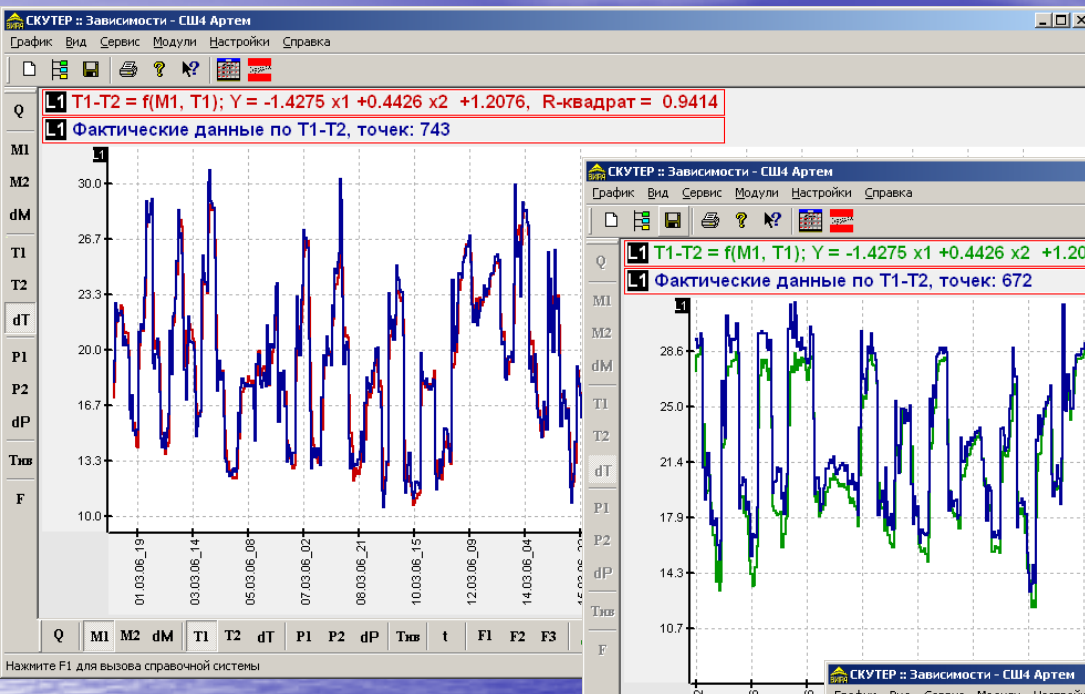 СКУТЕР :: Зависимости - СШ4 Артем
График Вид Сервис Модули Настройки Справка
L1 T1-T2 = f(M1, T1); Y = -1.4275 x1 +0.4426 x2 +1.2076, R-квадрат = 0.9414
L1 Фактические данные по T1-T2, точек: 743
Q
M1
M2
dM
T1
T2
dT
P1
P2
dP
Тнв
F
L1
30.0
26.7
23.3
20.0
16.7
13.3
10.0
01.03.06_19
03.03.06_14
05.03.06_08
07.03.06_02
08.03.06_21
10.03.06_15
12.03.06_09
14.03.06_04
Q M1 M2 dM T1 T2 dT P1 P2 dP Тнв t F1 F2 F3
Нажмите F1 для вызова справочной системы
СКУТЕР :: Зависимости - СШ4 Артем
График Вид Сервис Модули Настройки Справка
L1 T1-T2 = f(M1, T1); Y = -1.4275 x1 +0.4426 x2 +1.20
L1 Фактические данные по T1-T2, точек: 672
Q
M1
M2
dM
T1
T2
dT
P1
P2
dP
Тнв
F
L1
28.6
25.0
21.4
17.9
14.3
10.7
СКУТЕР :: Зависимости - СШ4 Артем